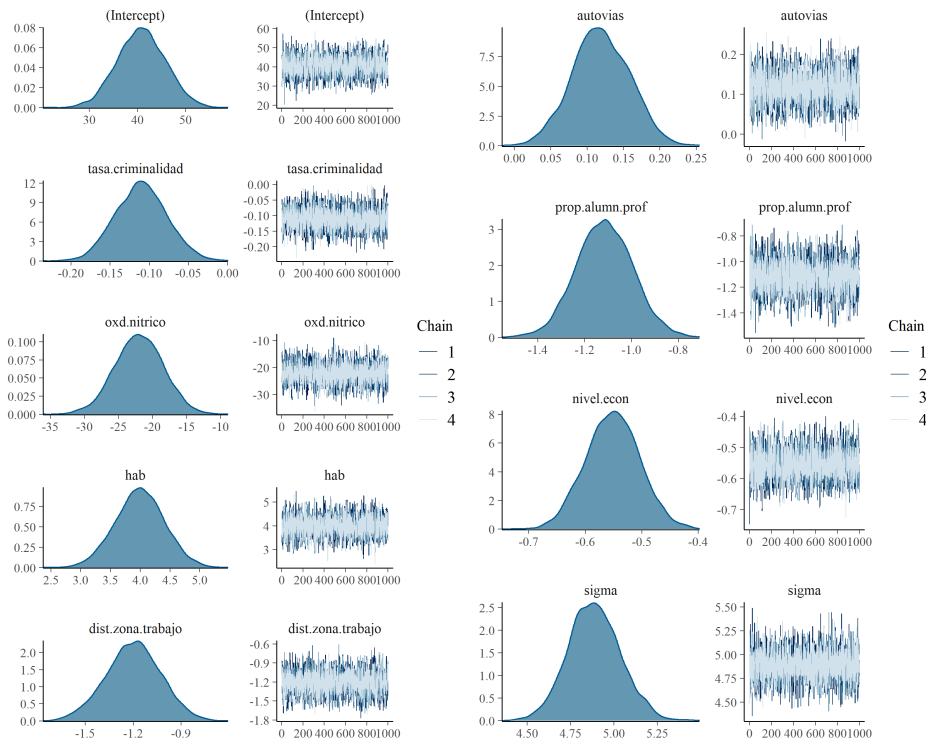 (Intercept)
0.08
0.06
0.04
0.02
0.00
30 40 50
(Intercept)
60
50
40
30
20
0 200 400 600 800 1000
tasa.criminalidad
12
9
6
3
0
-0.20 -0.15 -0.10 -0.05 0.00
tasa.criminalidad
0.00
-0.05
-0.10
-0.15
-0.20
0 200 400 600 800 1000
oxd.nitrico
0.100
0.075
0.050
0.025
0.000
-35 -30 -25 -20 -15 -10
oxd.nitrico
-10
-20
-30
0 200 400 600 800 1000
hab
0.75
0.50
0.25
0.00
2.5 3.0 3.5 4.0 4.5 5.0
hab
5
4
3
0 200 400 600 800 1000
dist.zona.trabajo
2.0
1.5
1.0
0.5
0.0
-1.5 -1.2 -0.9
dist.zona.trabajo
-0.6
-0.9
-1.2
-1.5
-1.8
0 200 400 600 800 1000
Chain
1
2
3
4
autovias
7.5
5.0
2.5
0.0
0.00 0.05 0.10 0.15 0.20 0.25
autovias
0.2
0.1
0.0
0 200 400 600 800 1000
prop.alumn.prof
3
2
1
0
-1.4 -1.2 -1.0 -0.8
prop.alumn.prof
-0.8
-1.0
-1.2
-1.4
0 200 400 600 800 1000
nivel.econ
8
6
4
2
0
-0.7 -0.6 -0.5 -0.4
nivel.econ
-0.4
-0.5
-0.6
-0.7
0 200 400 600 800 1000
sigma
2.5
2.0
1.5
1.0
0.5
0.0
4.50 4.75 5.00 5.25
sigma
5.50
5.25
5.00
4.75
4.50
0 200 400 600 800 1000
Chain
1
2
3
4